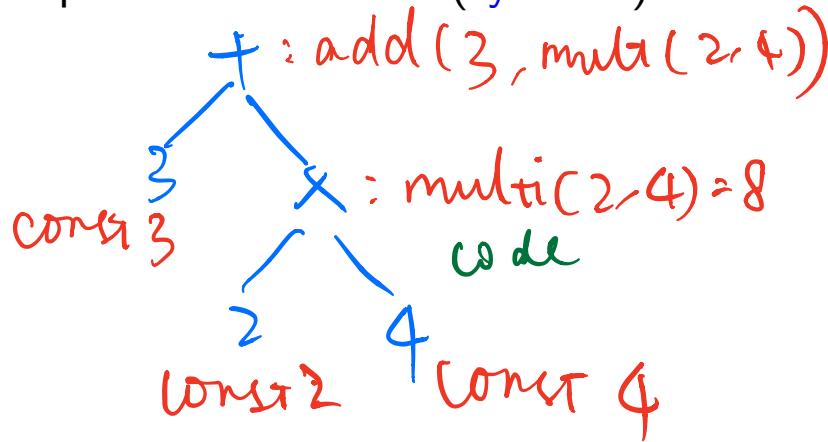 + : add(3, multi(2,4))
3
× : multi(2,4)=8
const 3
code
2
4
const 2
const 4